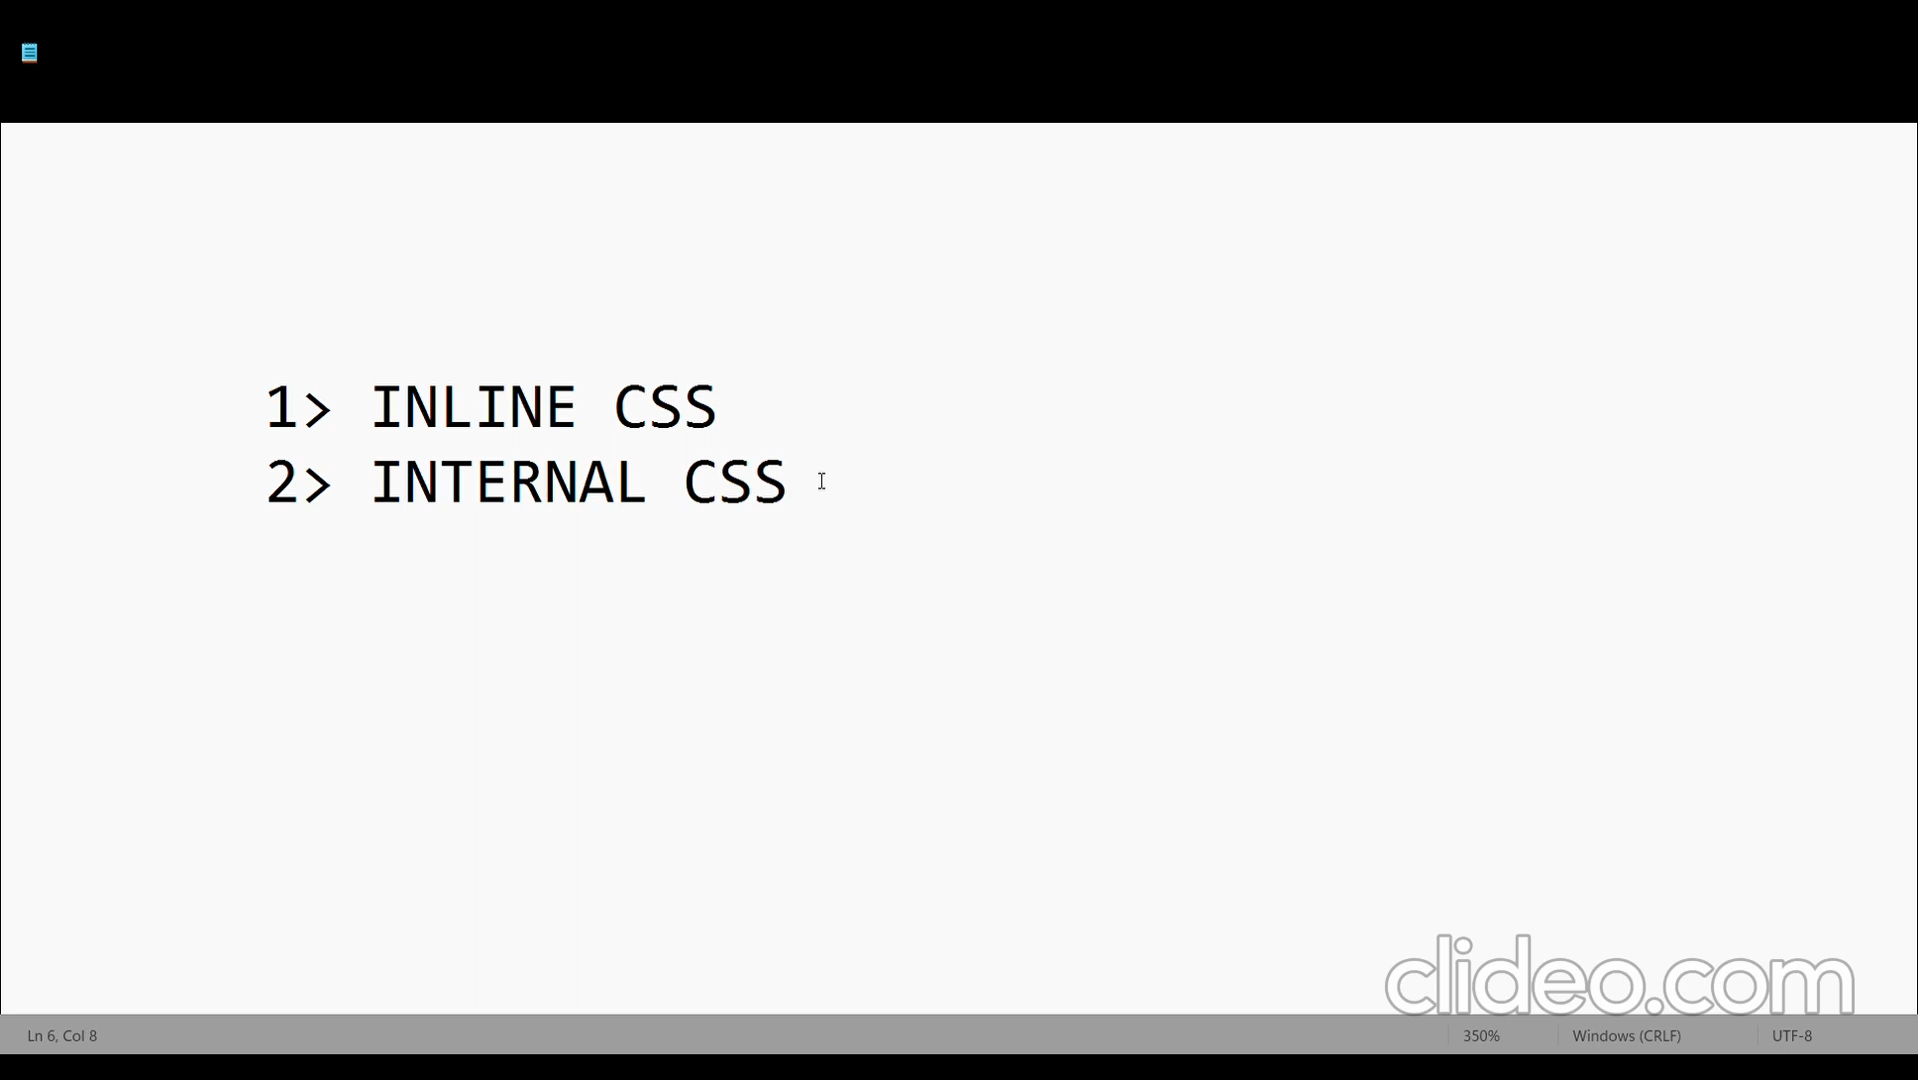 1> INLINE CSS
2> INTERNAL CSS
clideo.com
Ln 6, Col 8
350%
Windows (CRLF)
UTF-8